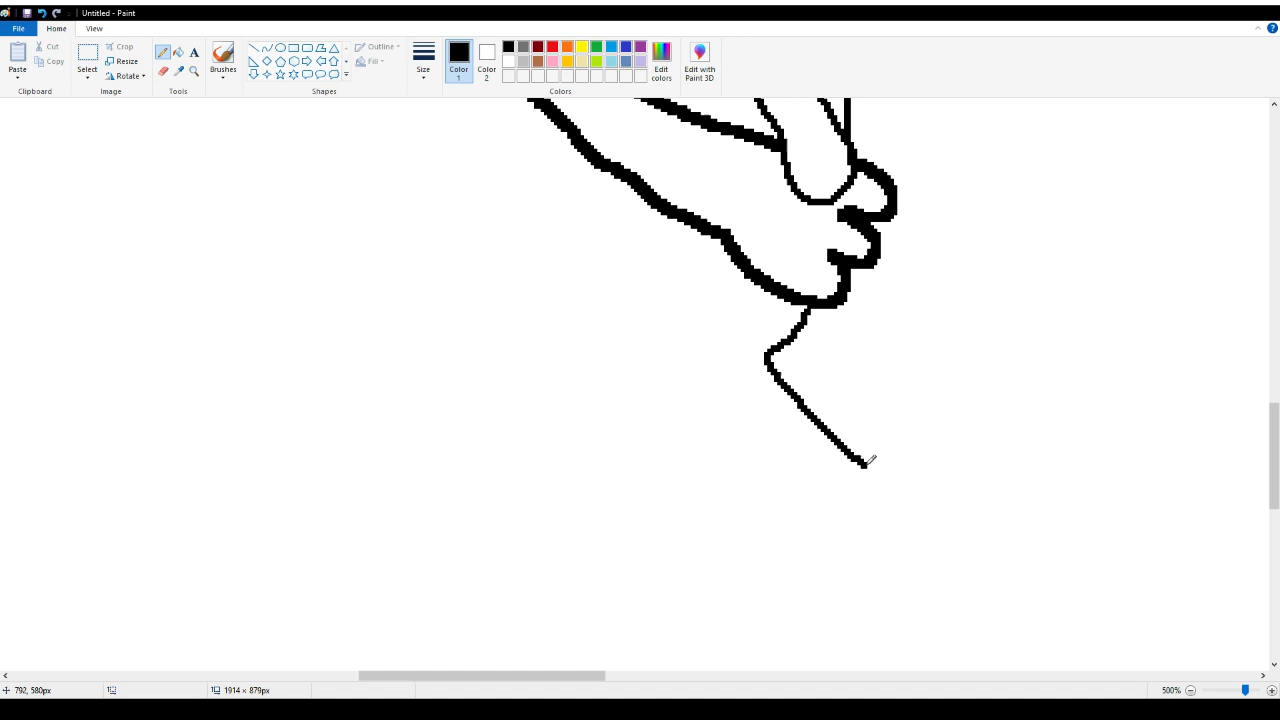 Untitled - Paint
File Home View
Cut
Copy
Paste
Clipboard
Crop
Resize
Rotate
Select
Image
Tools
Brushes
Outline
Fill
Shapes
Size
Color 1
Color 2
Edit colors
Colors
Edit with Paint 3D
792, 580px
1914 × 879px
500%